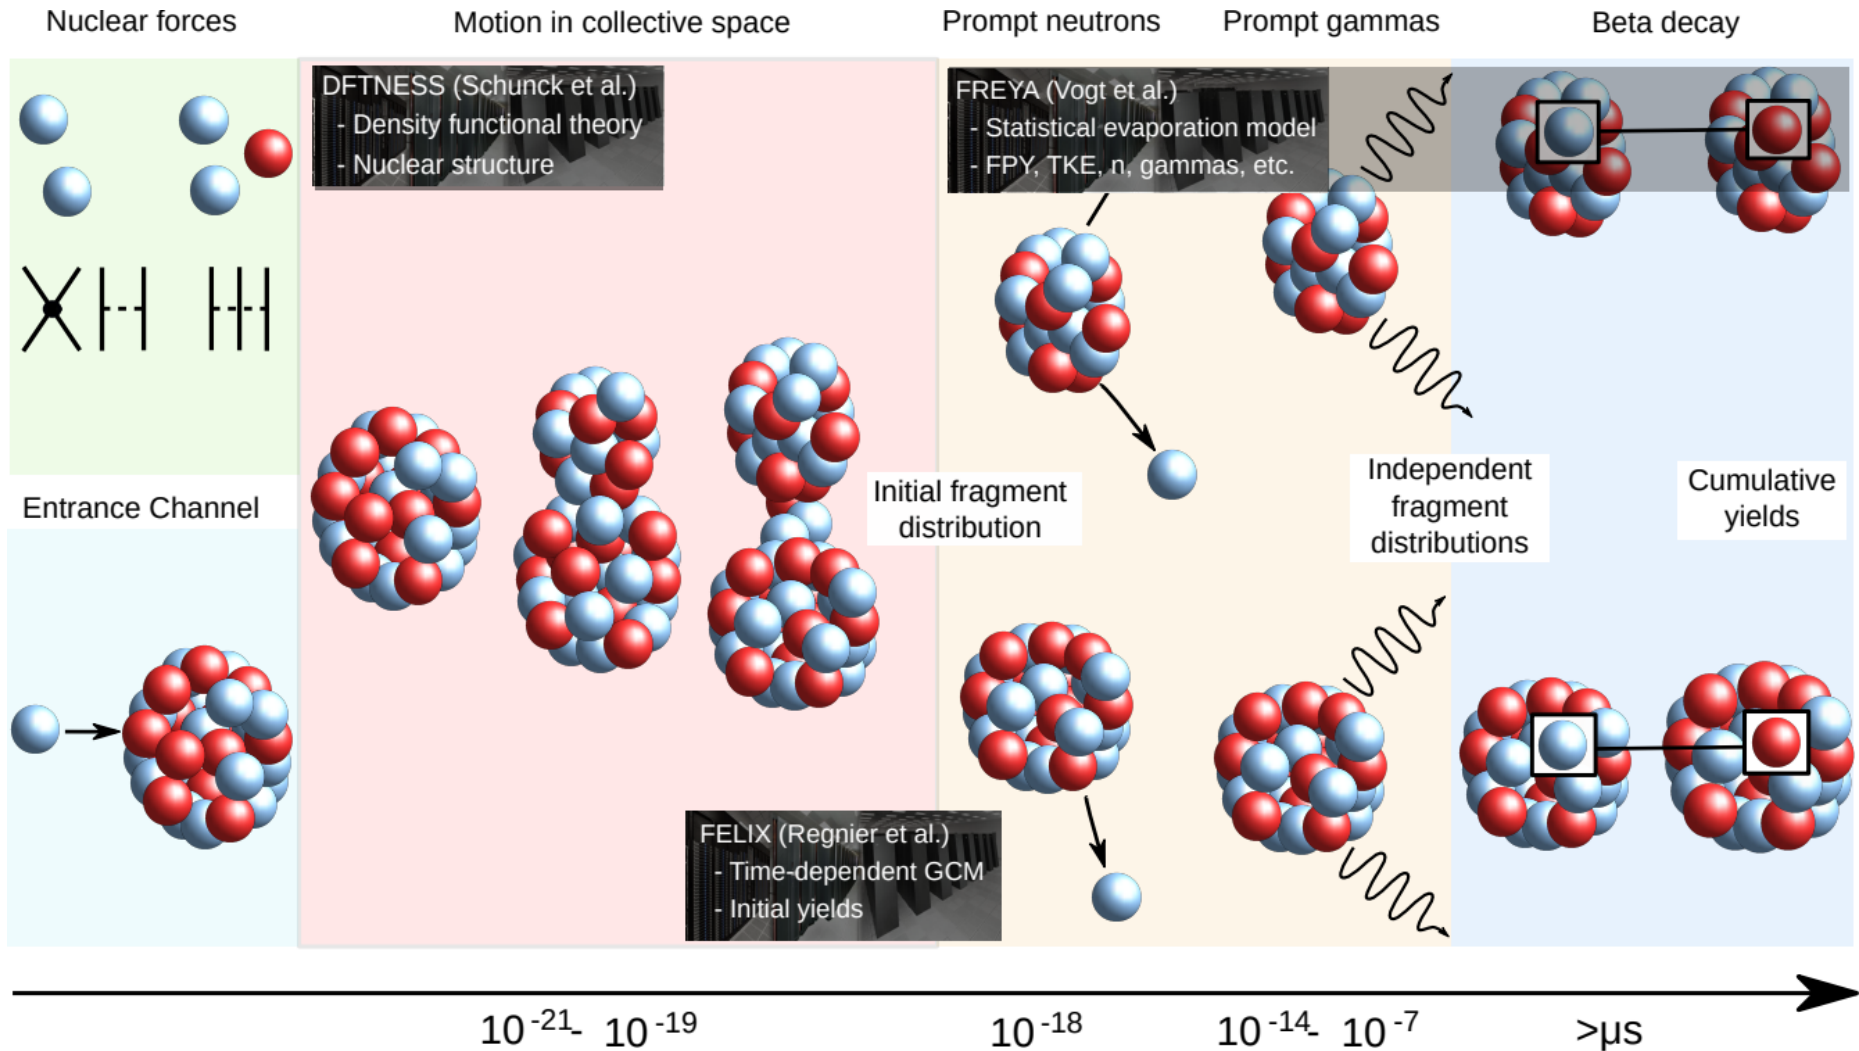 Nuclear forces
Motion in collective space
Prompt neutrons
Prompt gammas
Beta decay
DFTNESS (Schunck et al.)
- Density functional theory
- Nuclear structure
FREYA (Vogt et al.)
- Statistical evaporation model
- FPY, TKE, n, gammas, etc.
Entrance Channel
Initial fragment
distribution
Independent
fragment
distributions
Cumulative
yields
FELIX (Regnier et al.)
- Time-dependent GCM
- Initial yields
10⁻²¹- 10⁻¹⁹
10⁻¹⁸
10⁻¹⁴- 10⁻⁷
>μs